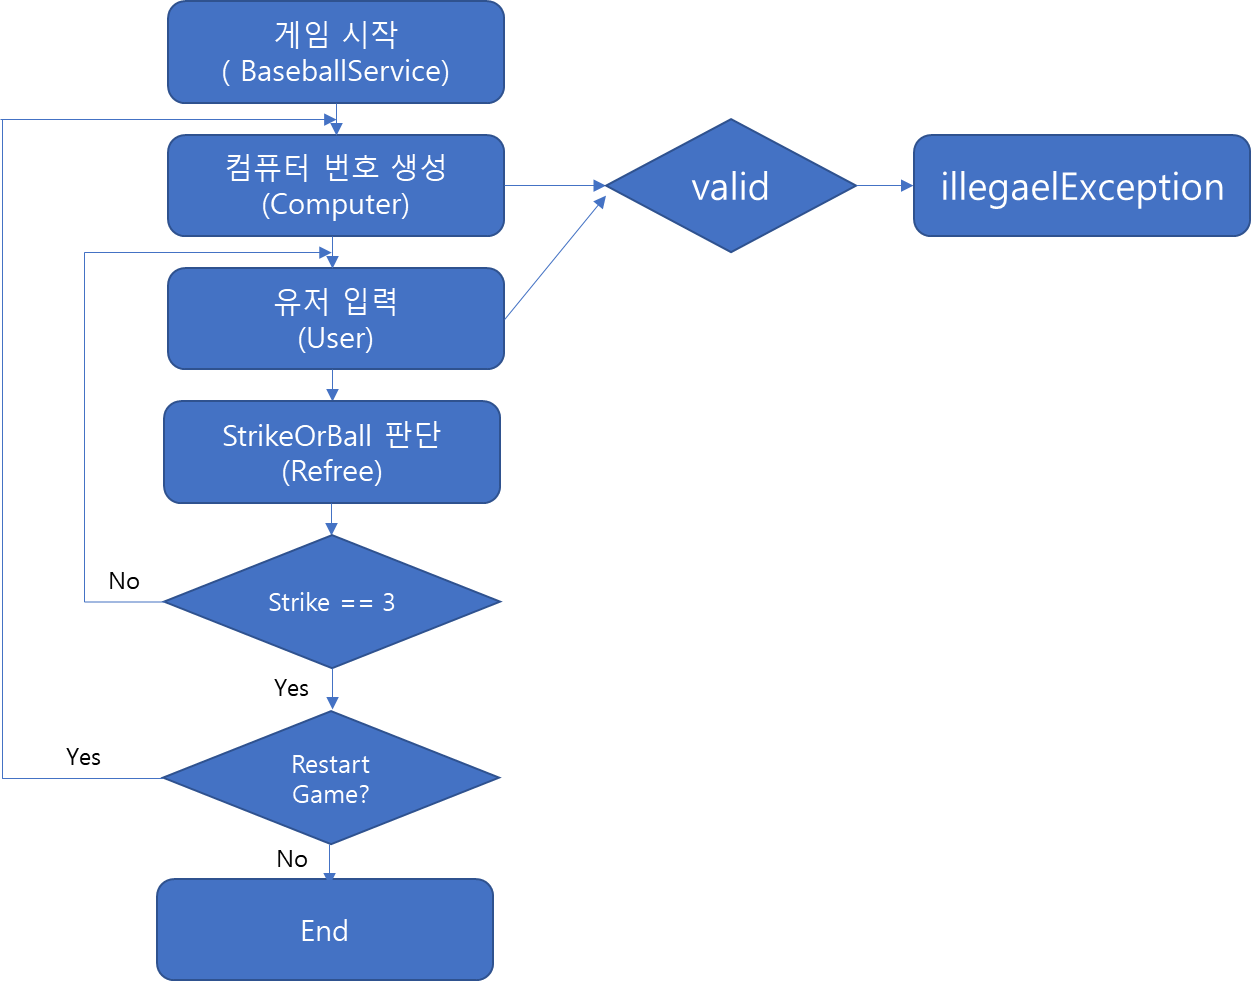 게임 시작
( BaseballService)
컴퓨터 번호 생성
(Computer)
valid
illegaelException
유저 입력
(User)
StrikeOrBall 판단
(Refree)
No
Strike == 3
Yes
Yes
Restart
Game?
No
End